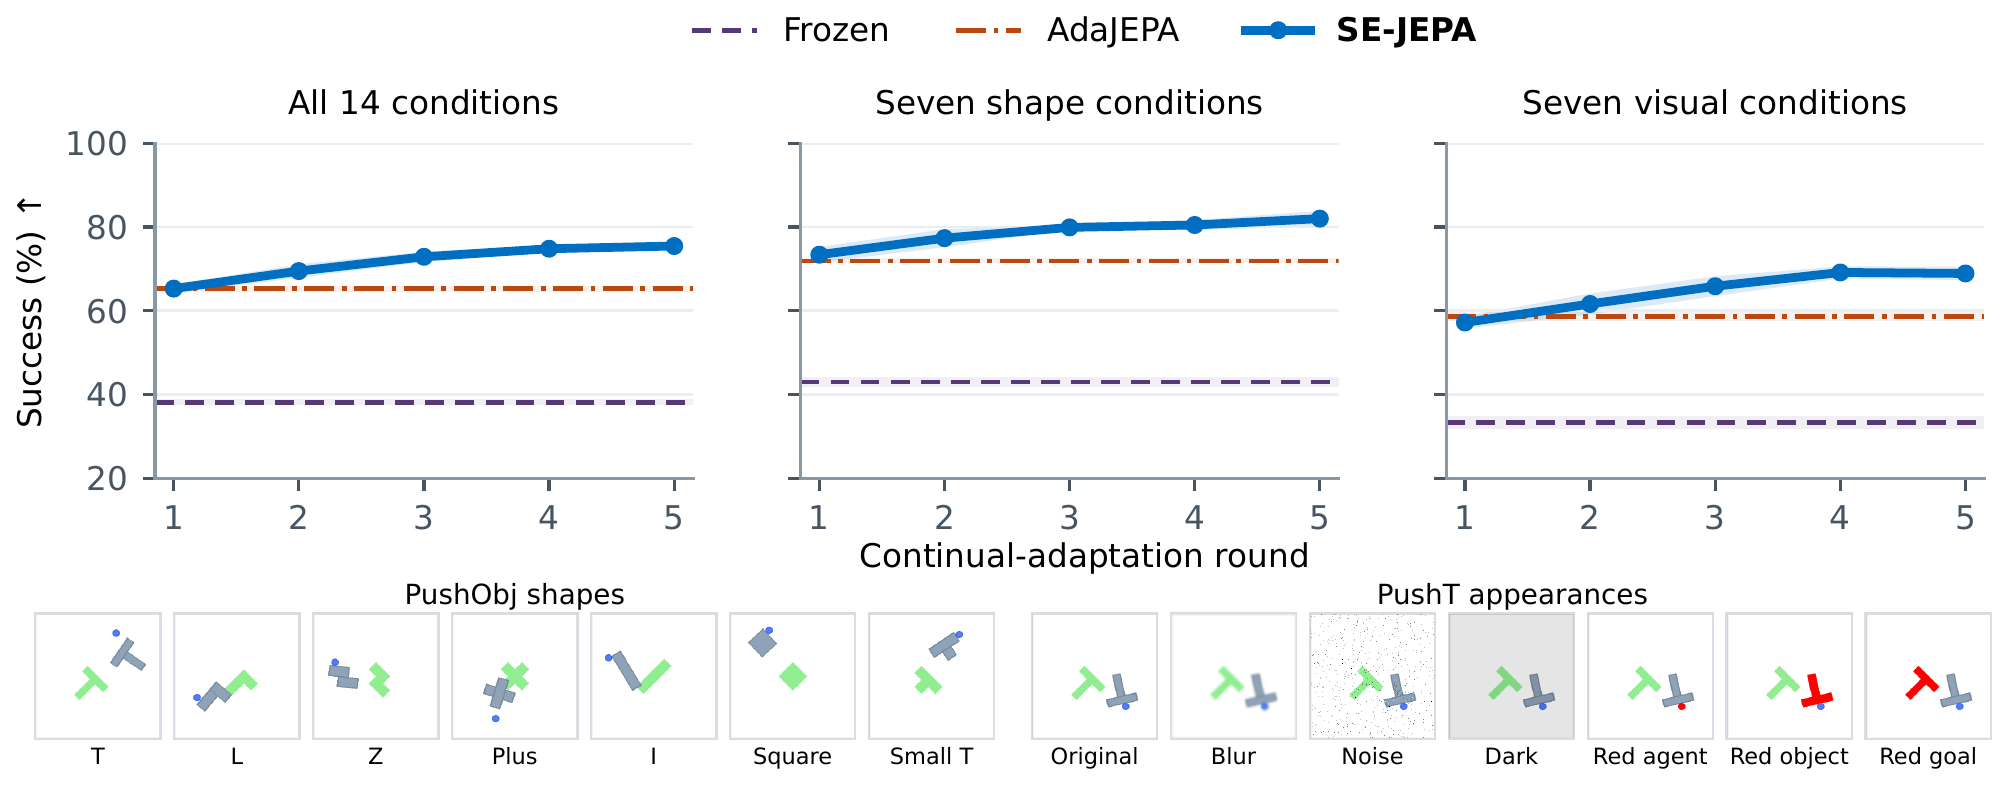 Frozen AdaJEPA SE-JEPA
All 14 conditions
Seven shape conditions
Seven visual conditions
Success (%) ↑
100
80
60
40
20
1 2 3 4 5
1 2 3 4 5
1 2 3 4 5
Continual-adaptation round
PushObj shapes
PushT appearances
T L Z Plus I Square Small T Original Blur Noise Dark Red agent Red object Red goal